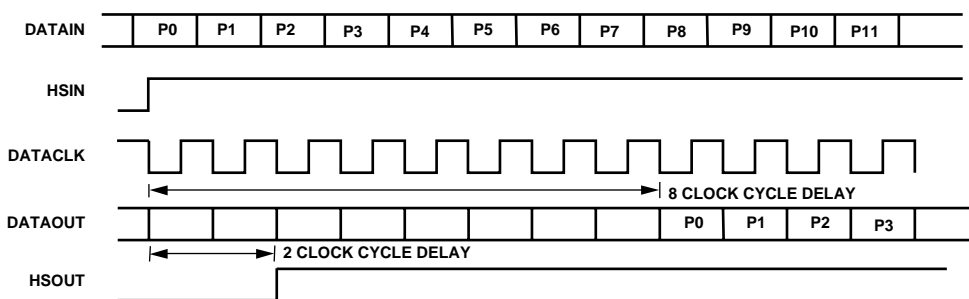 DATAIN P0 P1 P2 P3 P4 P5 P6 P7 P8 P9 P10 P11
HSIN
DATACLK
8 CLOCK CYCLE DELAY
DATAOUT P0 P1 P2 P3
2 CLOCK CYCLE DELAY
HSOUT